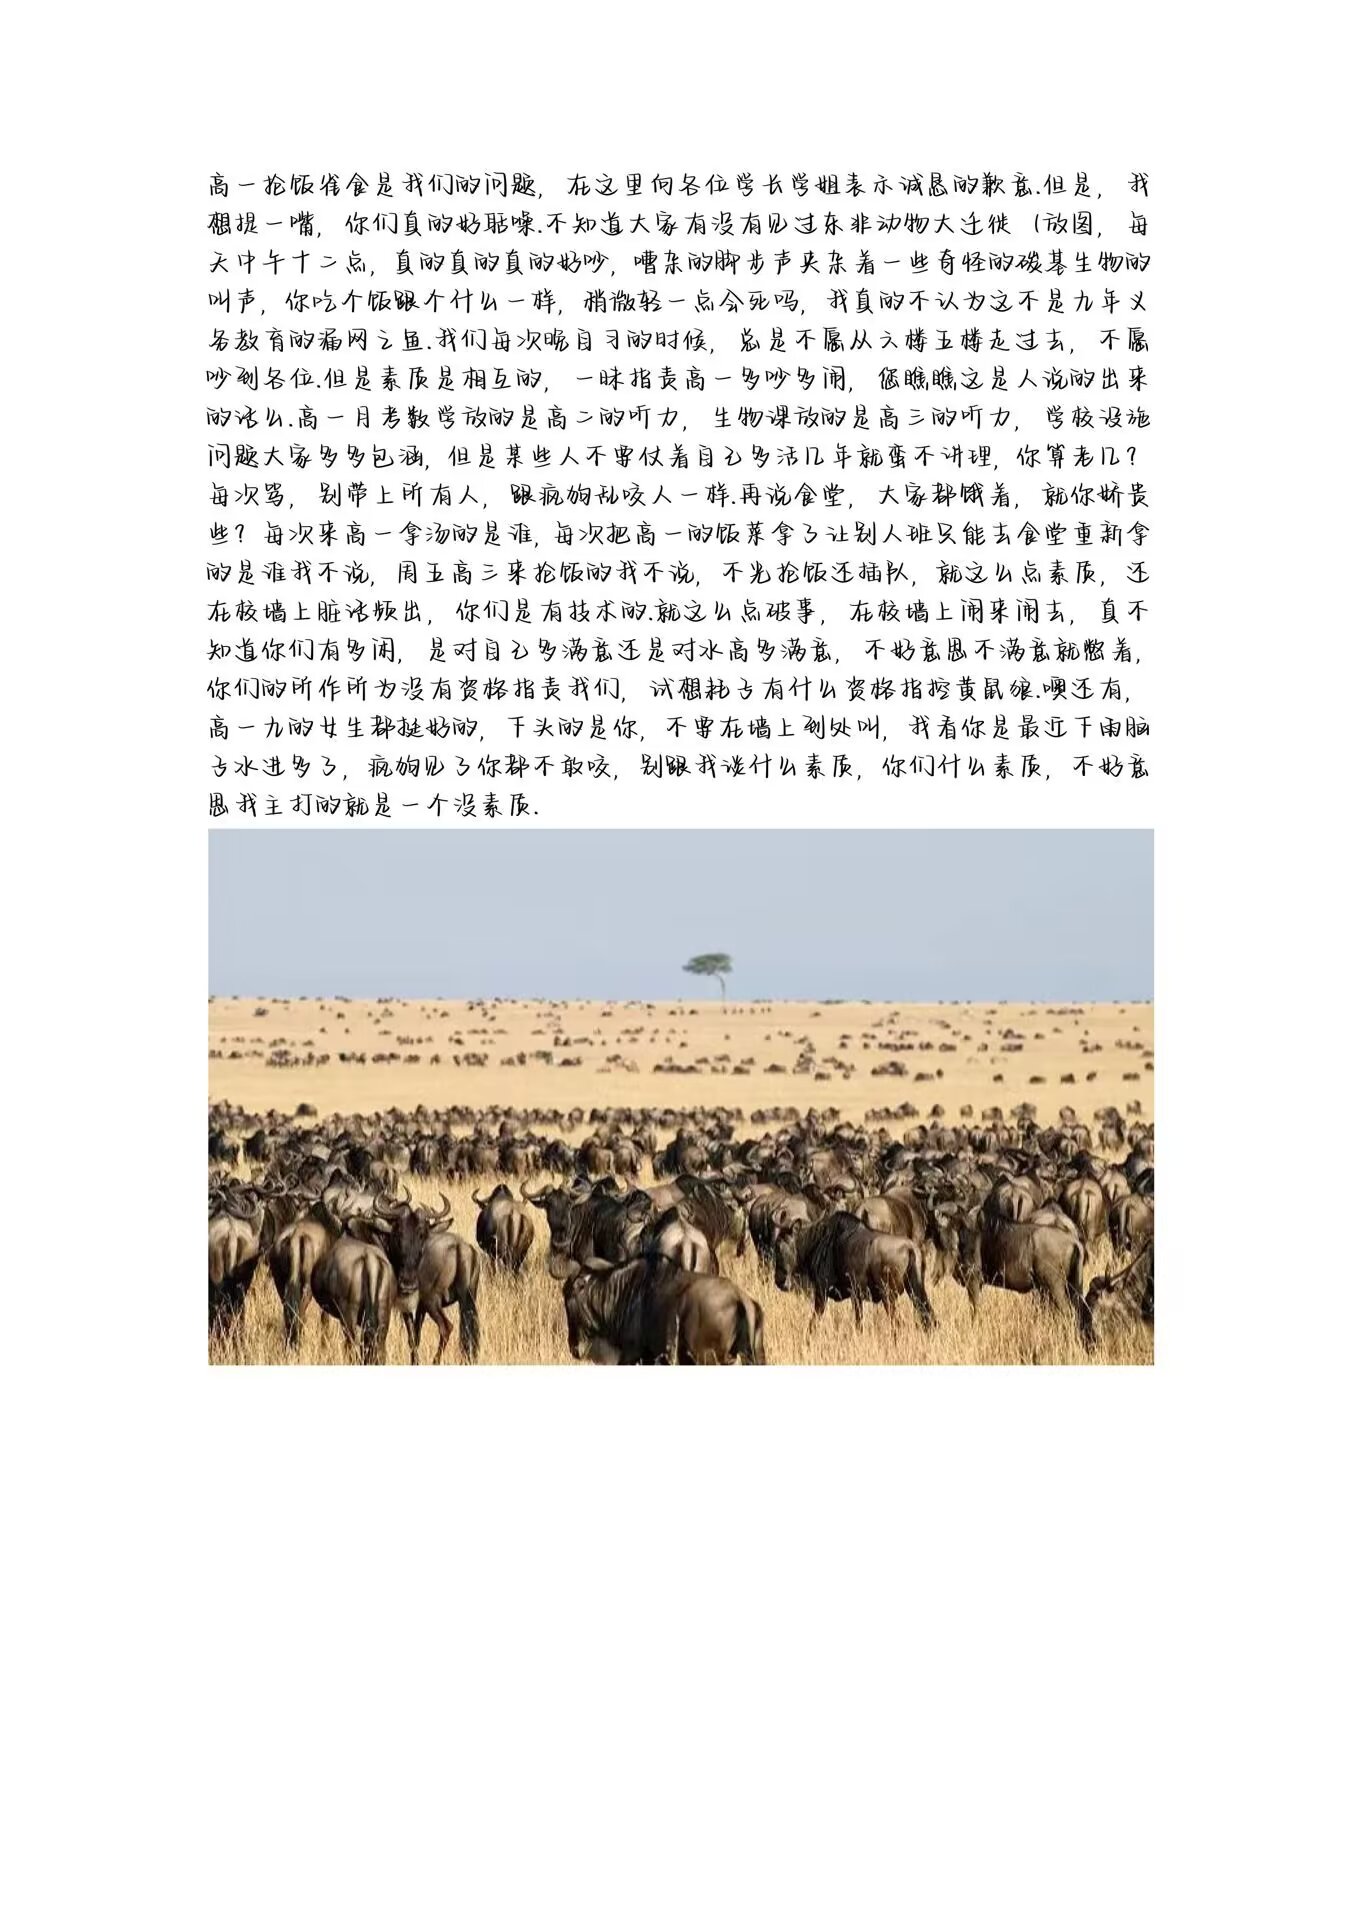 高一抢饭雀食是我们的问题，在这里向各位学长学姐表示诚恳的歉意.但是，我
想提一嘴，你们真的好聒噪.不知道大家有没有见过东非动物大迁徙（放图，每
天中午十二点，真的真的真的好吵，嘈杂的脚步声夹杂着一些奇怪的碳基生物的
叫声，你吃个饭跟个什么一样，稍微轻一点会死吗，我真的不认为这不是九年义
务教育的漏网之鱼.我们每次晚自习的时候，总是不愿从六楼五楼走过去，不愿
吵到各位.但是素质是相互的，一昧指责高一多吵多闹，您瞧瞧这是人说的出来
的话么.高一月考数学放的是高二的听力，生物课放的是高三的听力，学校设施
问题大家多多包涵，但是某些人不要仗着自己多活几年就蛮不讲理，你算老几？
每次骂，别带上所有人，跟疯狗乱咬人一样.再说食堂，大家都饿着，就你娇贵
些？每次来高一拿汤的是谁，每次把高一的饭菜拿了让别人班只能去食堂重新拿
的是谁我不说，周五高三来抢饭的我不说，不光抢饭还插队，就这么点素质，还
在校墙上脏话频出，你们是有技术的.就这么点破事，在校墙上闹来闹去，真不
知道你们有多闲，是对自己多满意还是对水高多满意，不好意思不满意就憋着，
你们的所作所为没有资格指责我们，试想耗子有什么资格指控黄鼠狼.噢还有，
高一九的女生都挺好的，下头的是你，不要在墙上到处叫，我看你是最近下雨脑
子水进多了，疯狗见了你都不敢咬，别跟我谈什么素质，你们什么素质，不好意
思我主打的就是一个没素质.